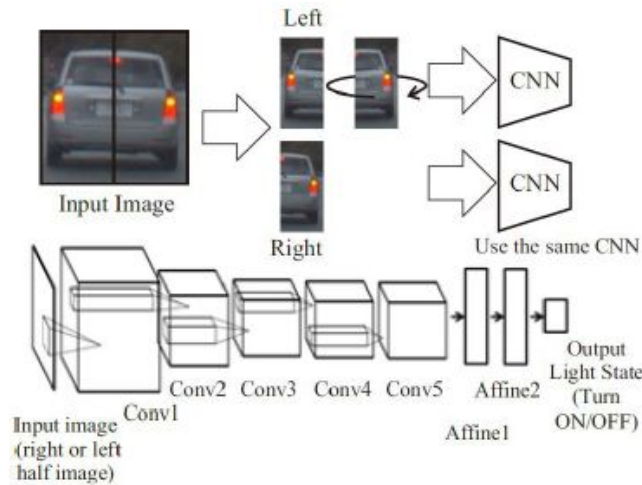 Left
CNN
Input Image
CNN
Right
Use the same CNN
Conv1
Conv2
Conv3
Conv4
Conv5
Affine1
Affine2
Output
Light State
(Turn
ON/OFF)
Input image
(right or left
half image)